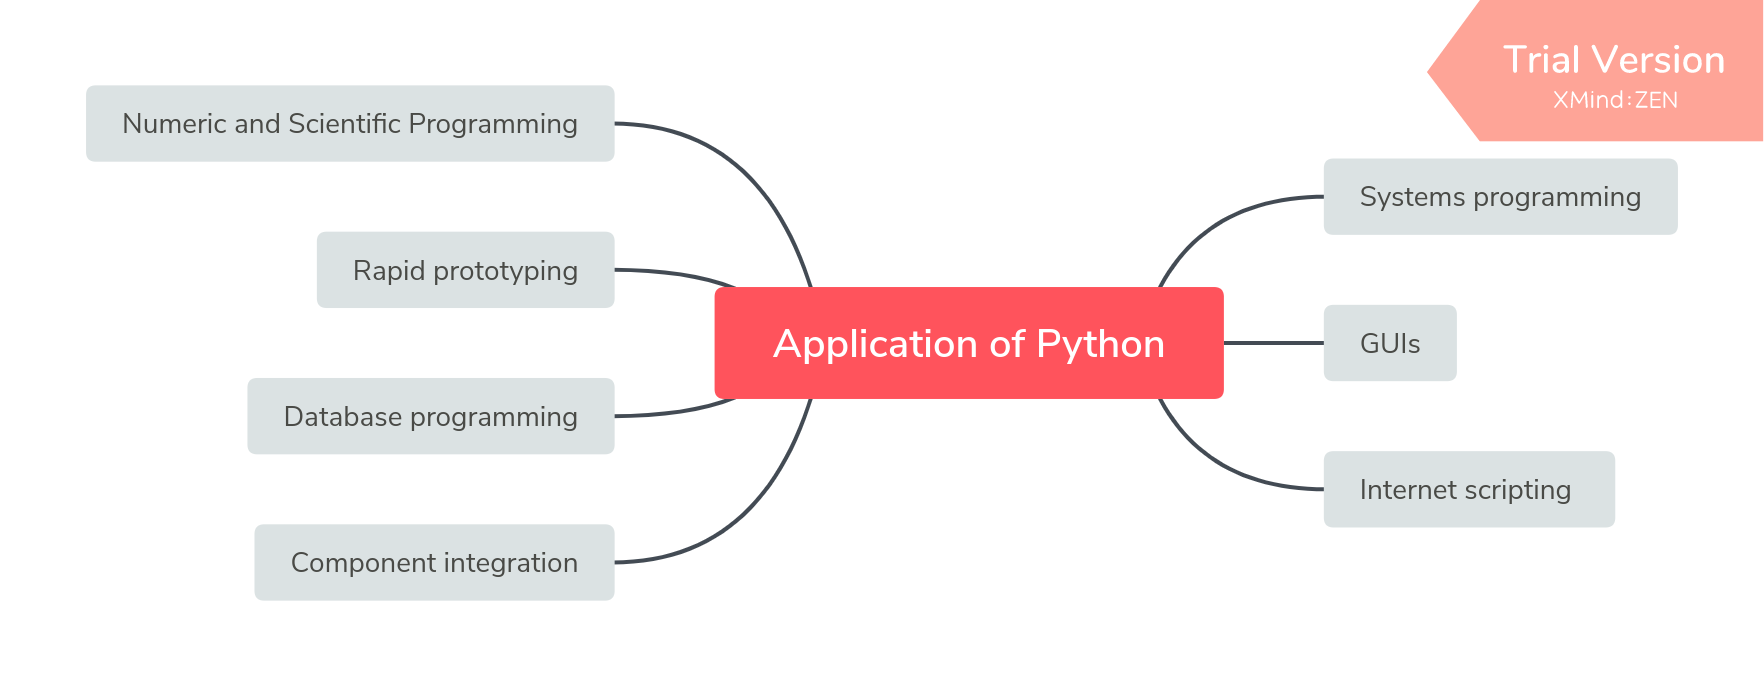 Trial Version
XMind:ZEN
Numeric and Scientific Programming
Rapid prototyping
Database programming
Component integration
Application of Python
Systems programming
GUIs
Internet scripting